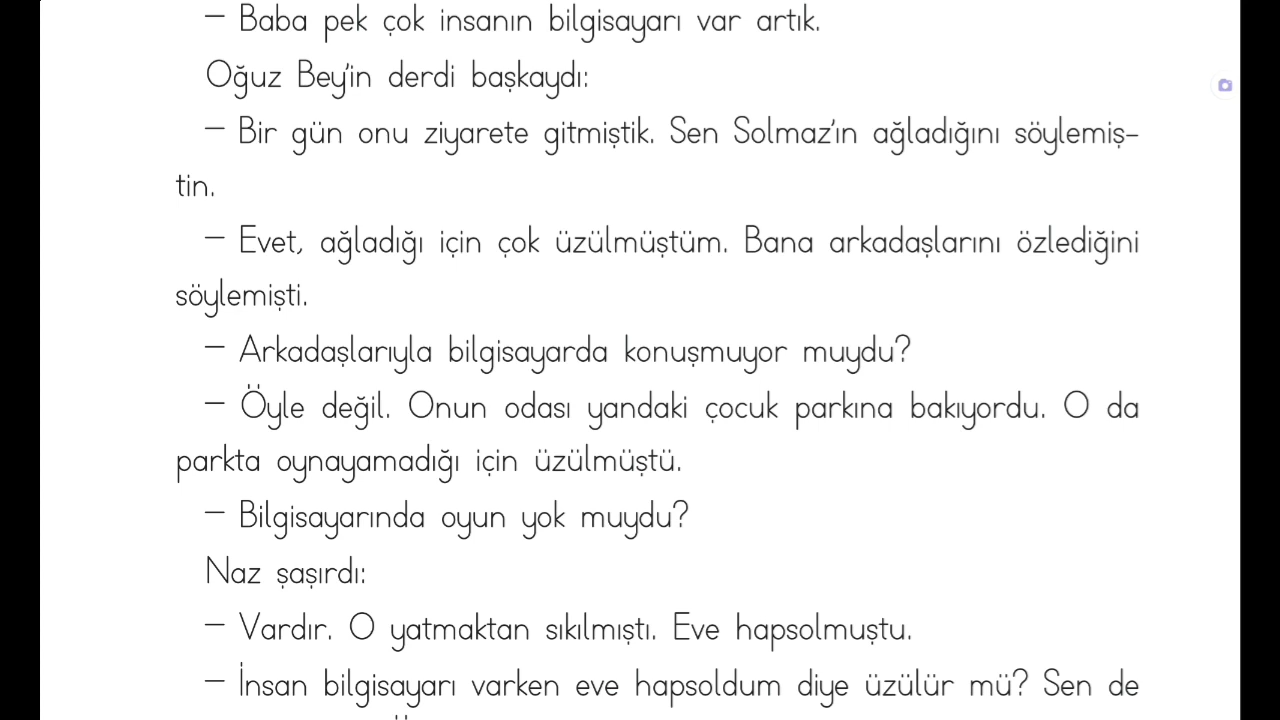 – Baba pek çok insanın bilgisayarı var artık.
Oğuz Bey'in derdi başkaydı:
– Bir gün onu ziyarete gitmiştik. Sen Solmaz'ın ağladığını söylemiş-
tin.
– Evet, ağladığı için çok üzülmüştüm. Bana arkadaşlarını özlediğini
söylemişti.
– Arkadaşlarıyla bilgisayarda konuşmuyor muydu?
– Öyle değil. Onun odası yandaki çocuk parkına bakıyordu. O da
parkta oynayamadığı için üzülmüştü.
– Bilgisayarında oyun yok muydu?
Naz şaşırdı:
– Vardır. O yatmaktan sıkılmıştı. Eve hapsolmuştu.
– İnsan bilgisayarı varken eve hapsoldum diye üzülür mü? Sen de